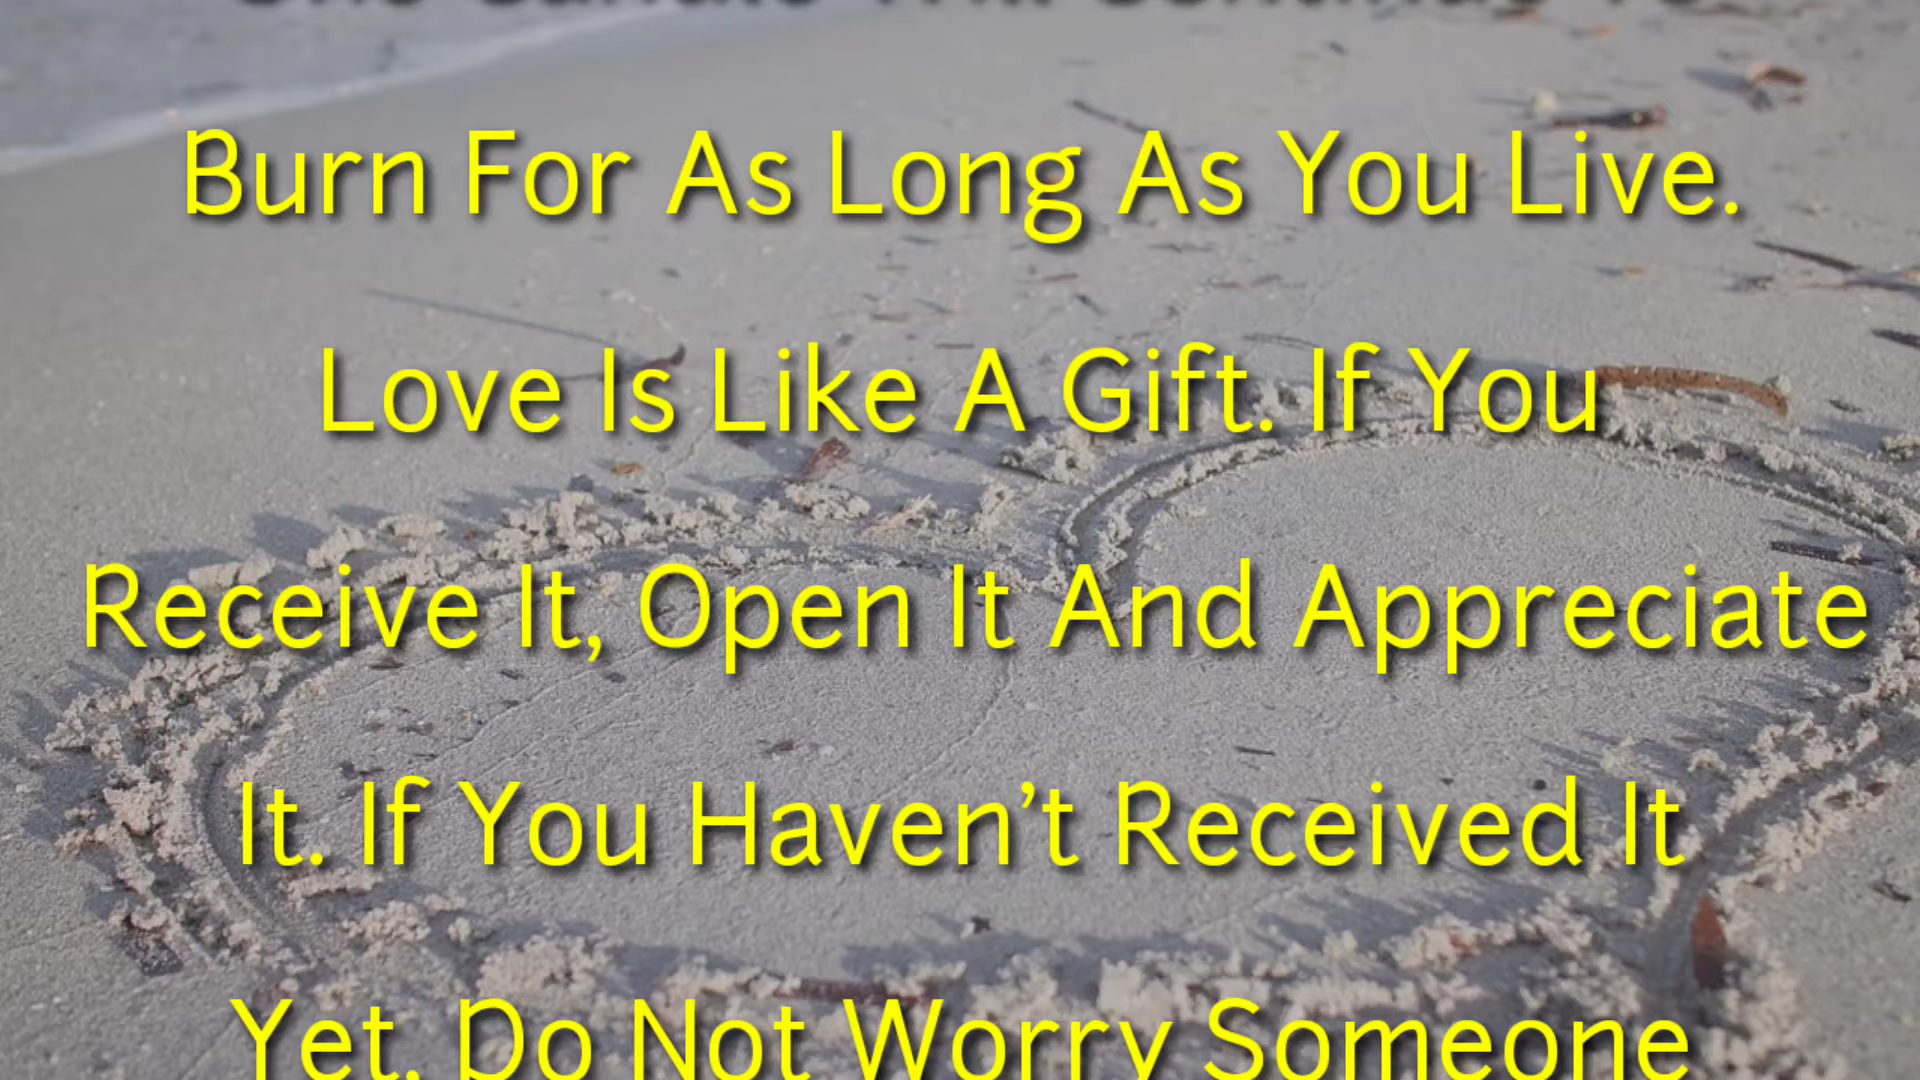 Burn For As Long As You Live.
Love Is Like A Gift. If You
Receive It, Open It And Appreciate
It. If You Haven’t Received It
Yet, Do Not Worry Someone